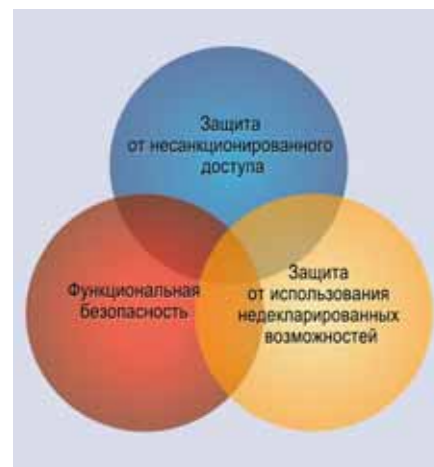 Защита
от несанкционированного
доступа
Функциональная
безопасность
Защита
от использования
недекларированных
возможностей